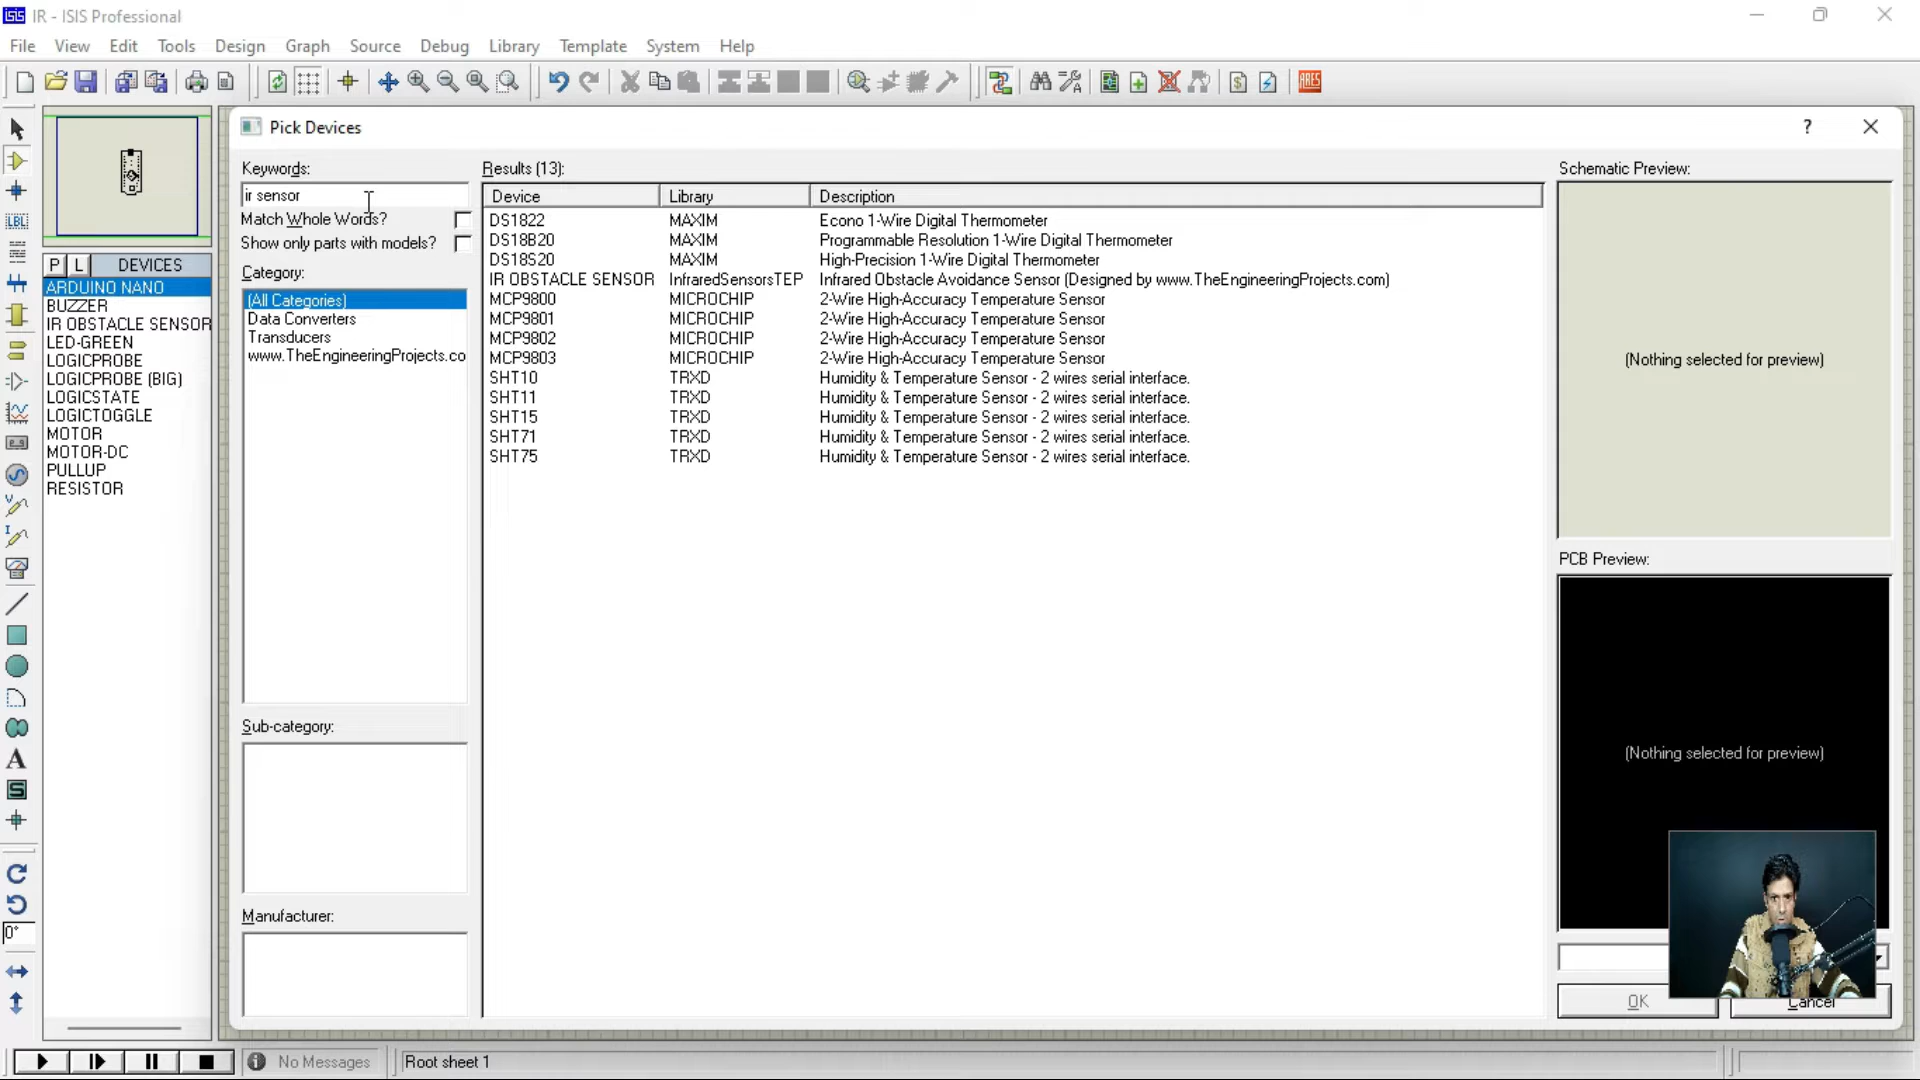 IR - ISIS Professional
File View Edit Tools Design Graph Source Debug Library Template System Help
ARES
Pick Devices
?
Keywords:
ir sensor
Match Whole Words?
Show only parts with models?
Category:
(All Categories)
Data Converters
Transducers
www.TheEngineeringProjects.co
Sub-category:
Manufacturer:
Results (13):
Device Library Description
DS1822 MAXIM Econo 1-Wire Digital Thermometer
DS18B20 MAXIM Programmable Resolution 1-Wire Digital Thermometer
DS18S20 MAXIM High-Precision 1-Wire Digital Thermometer
IR OBSTACLE SENSOR InfraredSensorsTEP Infrared Obstacle Avoidance Sensor (Designed by www.TheEngineeringProjects.com)
MCP9800 MICROCHIP 2-Wire High-Accuracy Temperature Sensor
MCP9801 MICROCHIP 2-Wire High-Accuracy Temperature Sensor
MCP9802 MICROCHIP 2-Wire High-Accuracy Temperature Sensor
MCP9803 MICROCHIP 2-Wire High-Accuracy Temperature Sensor
SHT10 TRXD Humidity & Temperature Sensor - 2 wires serial interface.
SHT11 TRXD Humidity & Temperature Sensor - 2 wires serial interface.
SHT15 TRXD Humidity & Temperature Sensor - 2 wires serial interface.
SHT71 TRXD Humidity & Temperature Sensor - 2 wires serial interface.
SHT75 TRXD Humidity & Temperature Sensor - 2 wires serial interface.
Schematic Preview:
(Nothing selected for preview)
PCB Preview:
(Nothing selected for preview)
OK
Cancel
P L DEVICES
ARDUINO NANO
BUZZER
IR OBSTACLE SENSOR
LED-GREEN
LOGICPROBE
LOGICPROBE (BIG)
LOGICSTATE
LOGICTOGGLE
MOTOR
MOTOR-DC
PULLUP
RESISTOR
LBL
A
S
0°
No Messages
Root sheet 1